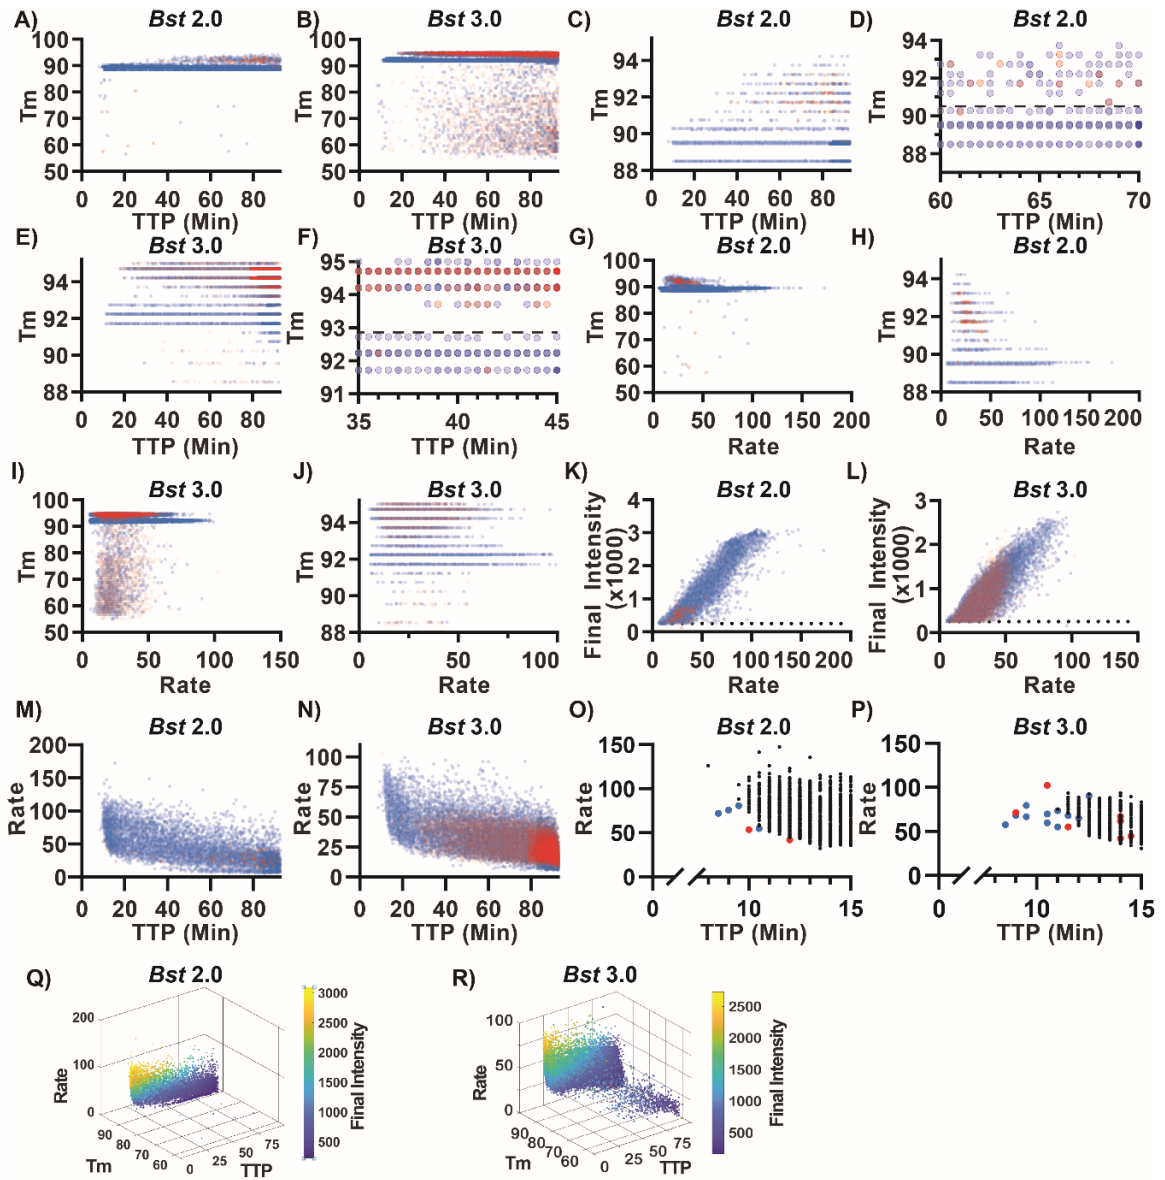 A) Bst 2.0
100
90
80
70
60
50
Tm
20 40 60 80
TTP (Min)
B) Bst 3.0
100
90
80
70
60
50
Tm
20 40 60 80
TTP (Min)
C) Bst 2.0
94
92
90
88
Tm
0 20 40 60 80
TTP (Min)
D) Bst 2.0
94
92
90
88
Tm
60 65 70
TTP (Min)
E) Bst 3.0
94
92
90
88
Tm
0 20 40 60 80
TTP (Min)
F) Bst 3.0
95
94
93
92
91
Tm
35 40 45
TTP (Min)
G) Bst 2.0
100
90
80
70
60
50
Tm
0 50 100 150 200
Rate
H) Bst 2.0
94
92
90
88
Tm
0 50 100 150 200
Rate
I) Bst 3.0
100
90
80
70
60
50
Tm
0 50 100 150
Rate
J) Bst 3.0
94
92
90
88
Tm
0 50 100
Rate
K) Bst 2.0
4
3
2
1
0
Final Intensity
(x1000)
0 50 100 150 200
Rate
L) Bst 3.0
3
2
1
0
Final Intensity
(x1000)
0 50 100 150
Rate
M) Bst 2.0
200
150
100
50
0
Rate
0 20 40 60 80
TTP (Min)
N) Bst 3.0
100
75
50
25
0
Rate
0 20 40 60 80
TTP (Min)
O) Bst 2.0
150
100
50
0
Rate
0 10 15
TTP (Min)
P) Bst 3.0
150
100
50
0
Rate
0 10 15
TTP (Min)
Q) Bst 2.0
200
100
0
Rate
90
80
70
60
Tm
0 25 50 75
TTP
3000
2500
2000
1500
1000
500
Final Intensity
R) Bst 3.0
100
50
0
Rate
90
80
70
60
Tm
0 25 50 75
TTP
2500
2000
1500
1000
500
Final Intensity